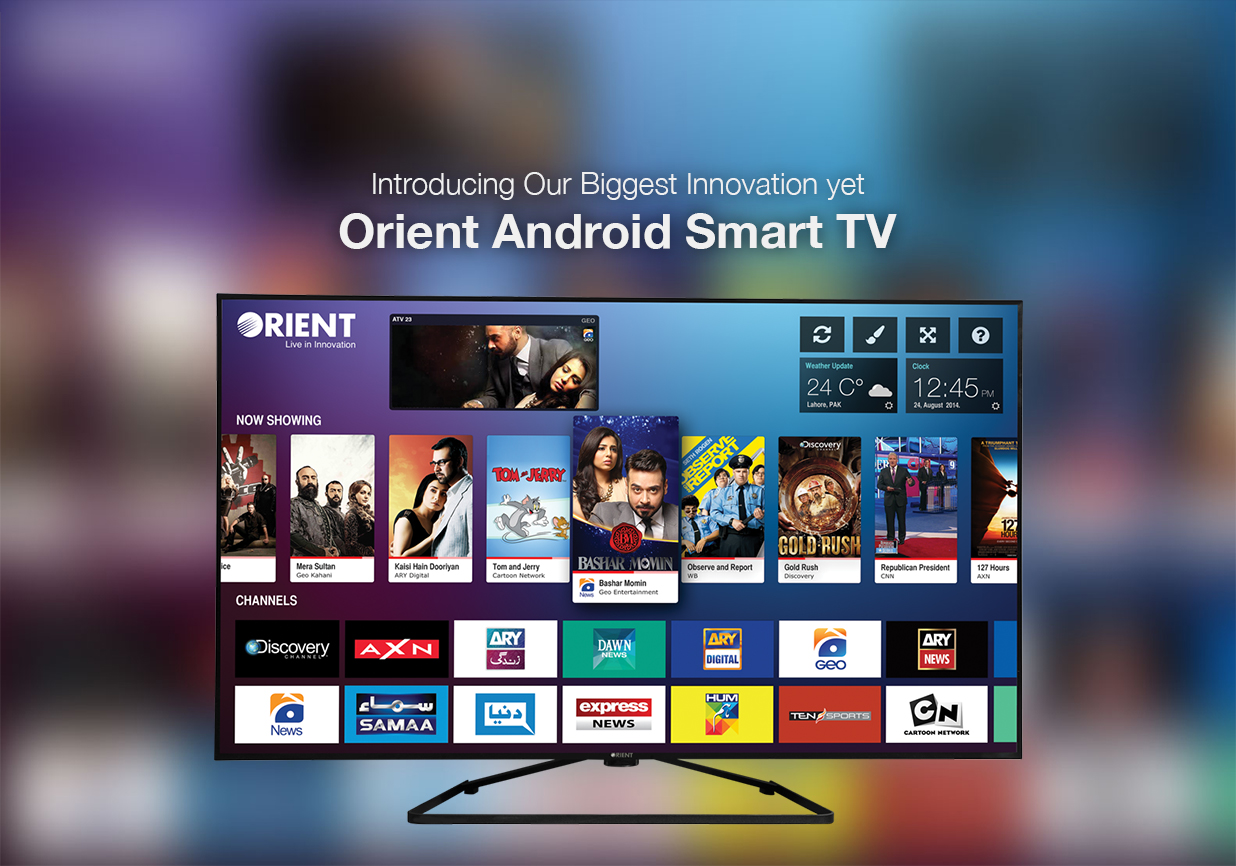 Introducing Our Biggest Innovation yet
Orient Android Smart TV
ORIENT
Live in Innovation
ATV 23
GEO
GEO
Weather Update
24 C°
Lahore, PAK
Clock
12:45 PM
24, August 2014.
NOW SHOWING
ice
Mera Sultan
Geo Kahani
Kaisi Hain Dooriyan
ARY Digital
TOM and JERRY
Tom and Jerry
Cartoon Network
BASHAR MOMIN
News
Bashar Momin
Geo Entertainment
SETH ROGEN
OBSERVE
REPORT
Observe and Report
WB
Discovery
GOLD RUSH
Gold Rush
Discovery
Republican President
CNN
A TRIUMPHANT T
127
HOURS
127 Hours
AXN
CHANNELS
Discovery
CHANNEL
AXN
ARY
زندگی
DAWN
NEWS
ARY
DIGITAL
GEO
ARY
NEWS
News
سماء
SAMAA
دنیا
express
NEWS
HUM
TEN SPORTS
CN
CARTOON NETWORK
ORIENT